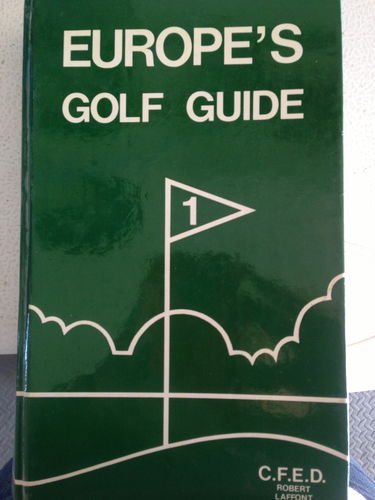 EUROPE'S
GOLF GUIDE
1
C.F.E.D.
ROBERT
LAFFONT